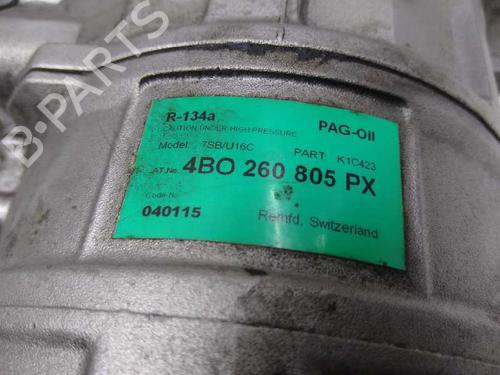 B-PARTS
R-134a
PAG-Oil
CAUTION UNDER HIGH PRESSURE
Model: 7SB/U16C PART: K1C423
AT.No. 4BO 260 805 PX
Code-No
040115 Remfd. Switzerland